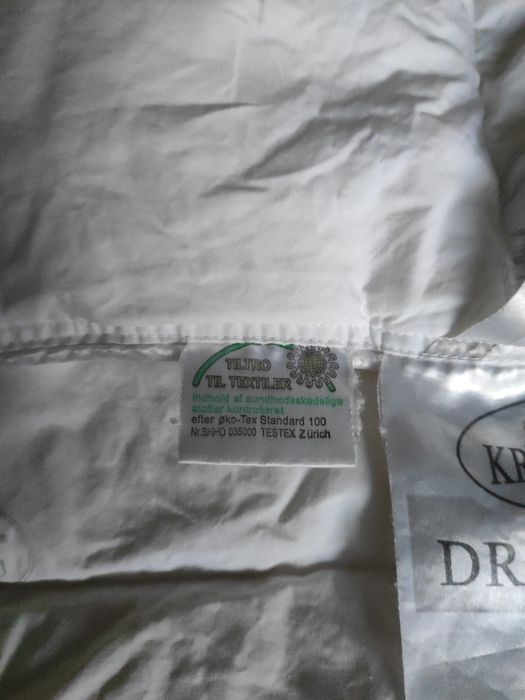 TILTRO
TIL TEXTILER
Indhold af sundhedsskadelige
stoffer kontrolleret
efter øko-Tex Standard 100
Nr.SHHO 035000 TESTEX Zürich
KR
DR